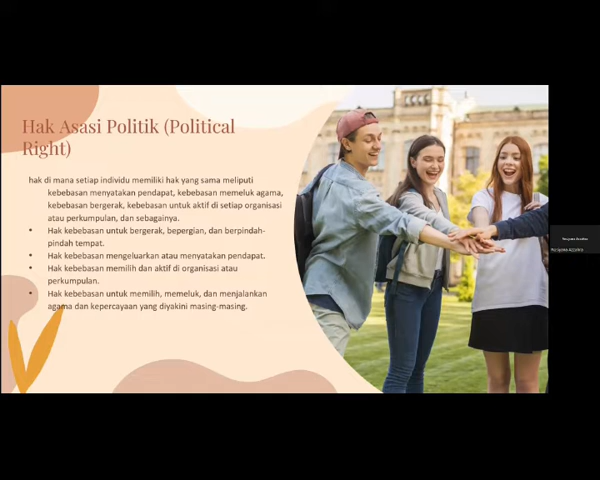 Hak Asasi Politik (Political
Right)
hak di mana setiap individu memiliki hak yang sama meliputi
kebebasan menyatakan pendapat, kebebasan memeluk agama,
kebebasan bergerak, kebebasan untuk aktif di setiap organisasi
atau perkumpulan, dan sebagainya.
• Hak kebebasan untuk bergerak, bepergian, dan berpindah-
pindah tempat.
• Hak kebebasan mengeluarkan atau menyatakan pendapat.
• Hak kebebasan memilih dan aktif di organisasi atau
perkumpulan.
• Hak kebebasan untuk memilih, memeluk, dan menjalankan
agama dan kepercayaan yang diyakini masing-masing.